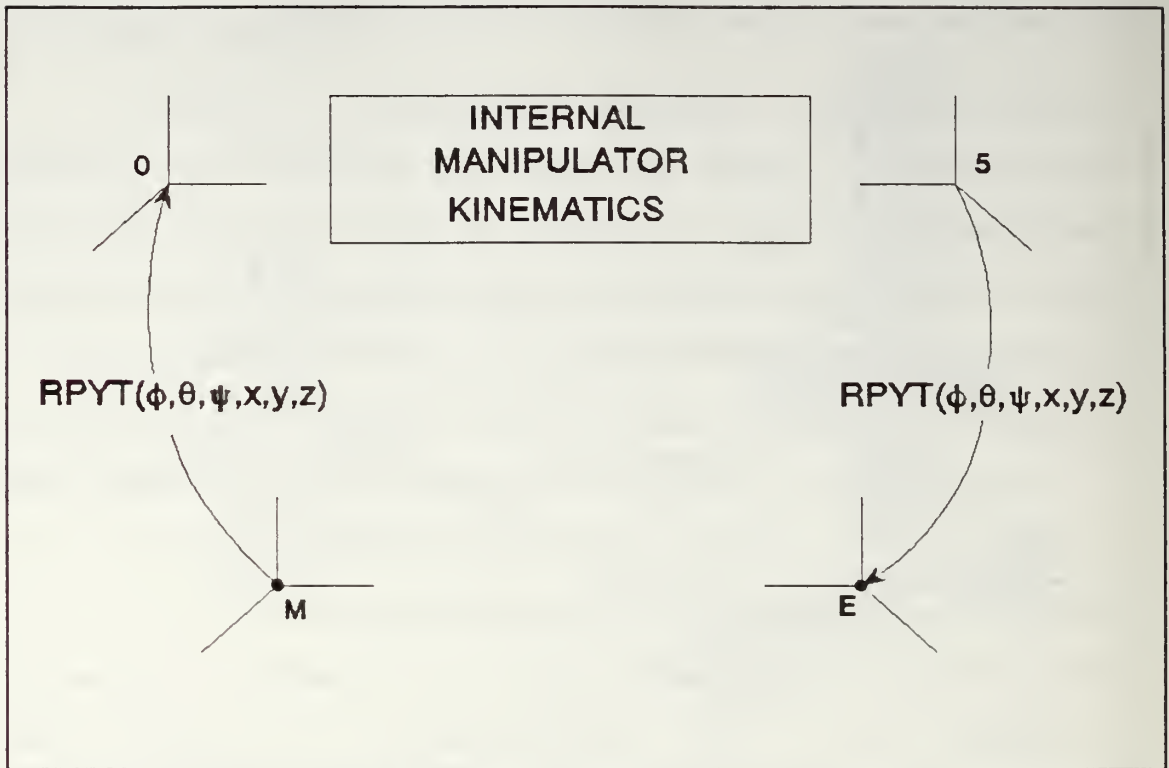 INTERNAL
MANIPULATOR
KINEMATICS
0
5
RPYT(ϕ,θ,ψ,x,y,z)
RPYT(ϕ,θ,ψ,x,y,z)
M
E